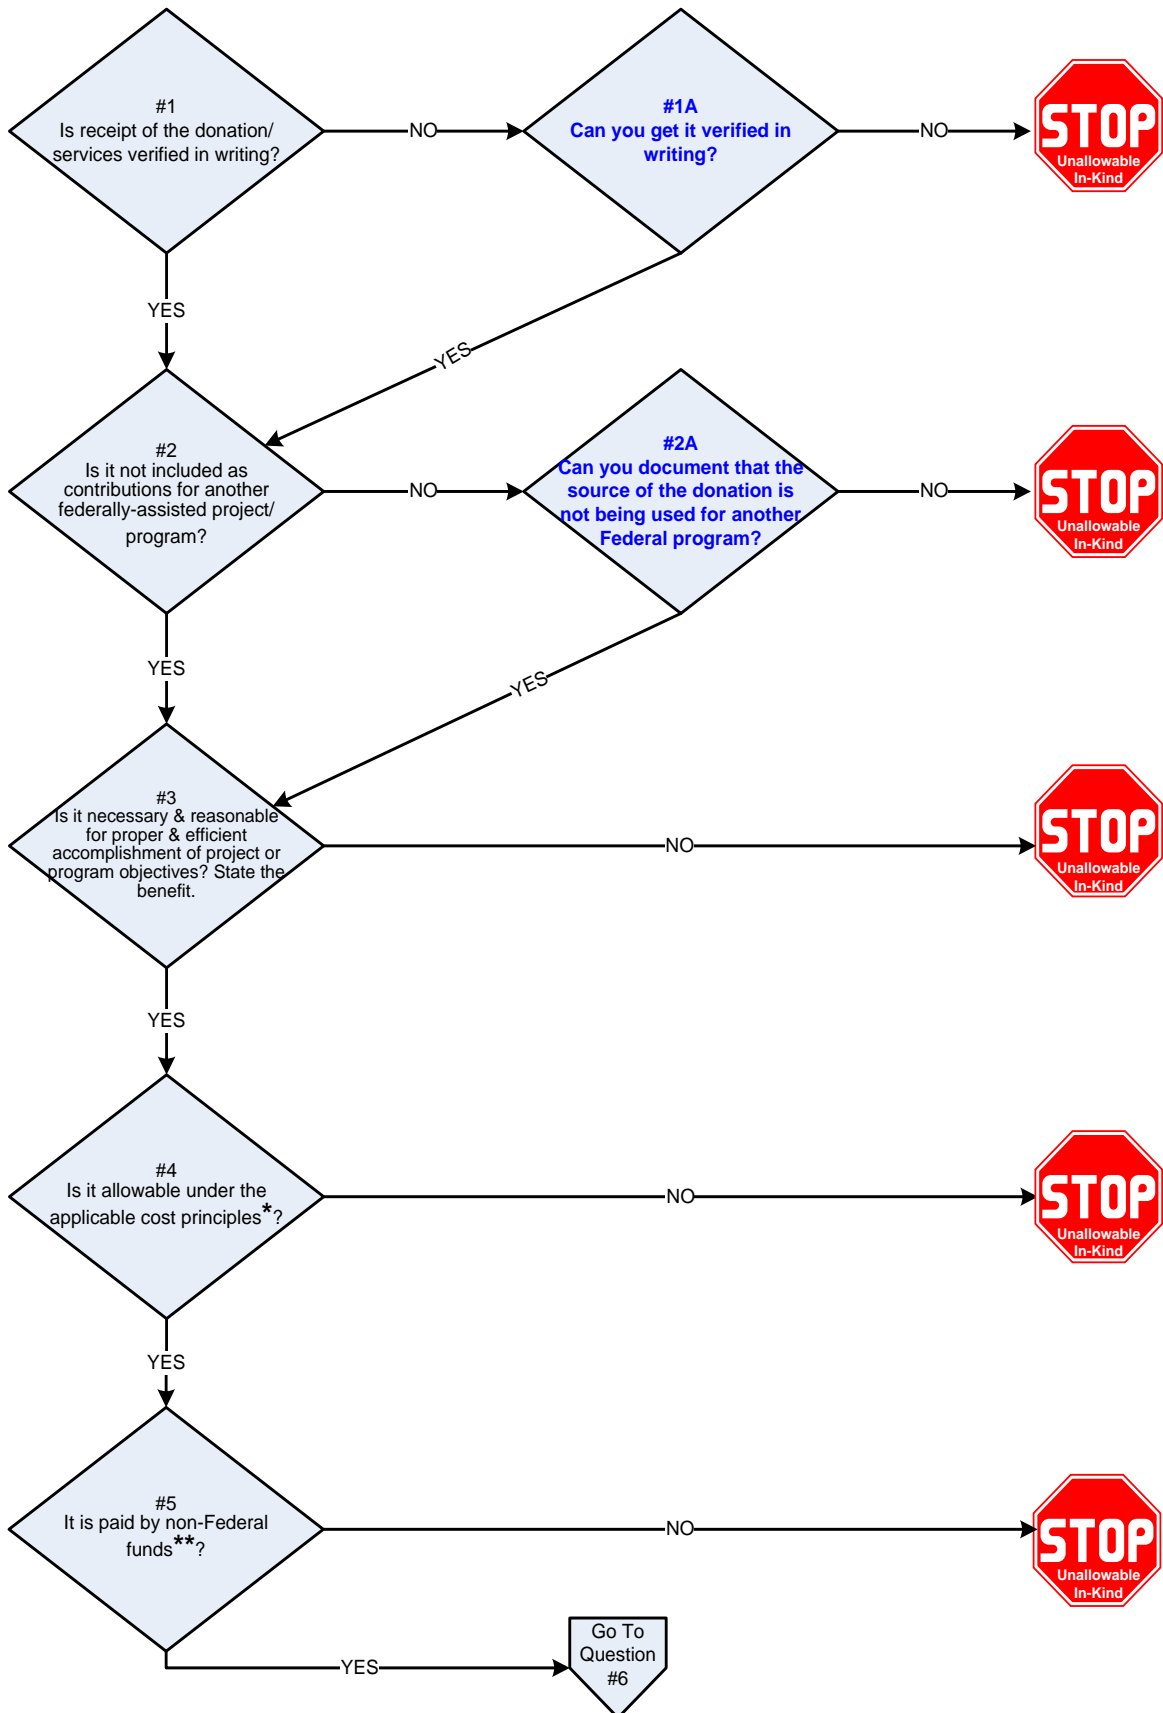 #1
Is receipt of the donation/
services verified in writing?
NO
#1A
Can you get it verified in
writing?
NO
STOP
Unallowable
In-Kind
YES
YES
#2
Is it not included as
contributions for another
federally-assisted project/
program?
NO
#2A
Can you document that the
source of the donation is
not being used for another
Federal program?
NO
STOP
Unallowable
In-Kind
YES
YES
#3
Is it necessary & reasonable
for proper & efficient
accomplishment of project or
program objectives? State the
benefit.
NO
STOP
Unallowable
In-Kind
YES
#4
Is it allowable under the
applicable cost principles*?
NO
STOP
Unallowable
In-Kind
YES
#5
It is paid by non-Federal
funds**?
NO
STOP
Unallowable
In-Kind
YES
Go To
Question
#6